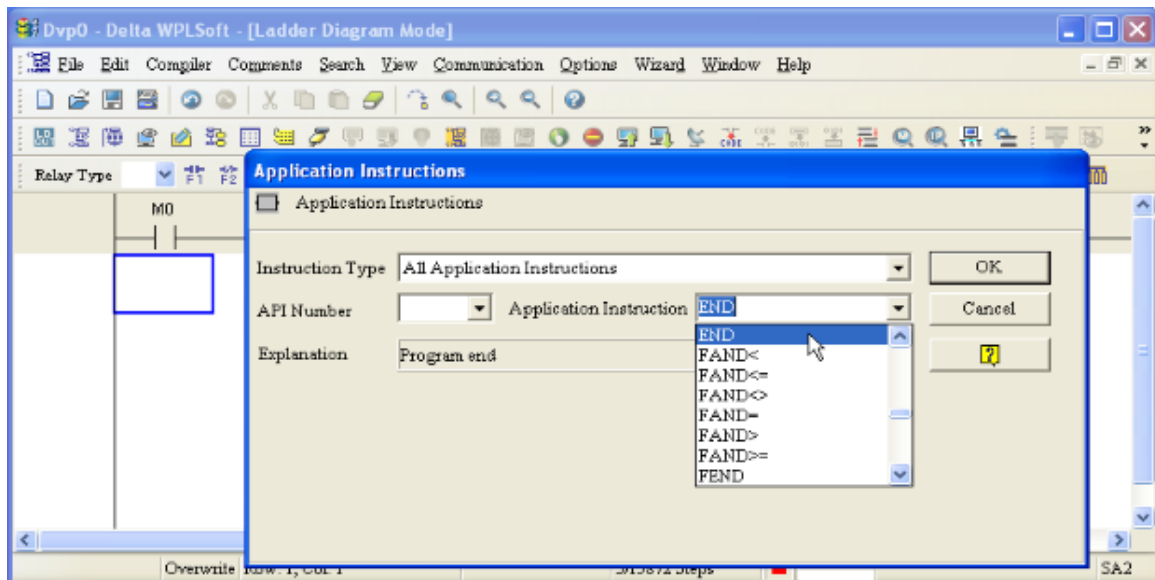 Dvp0 - Delta WPLSoft - [Ladder Diagram Mode]
File Edit Compiler Comments Search View Communication Options Wizard Window Help
Relay Type F1 F2
Application Instructions
M0
Application Instructions
Instruction Type All Application Instructions OK
API Number Application Instruction END Cancel
Explanation Program end
END
FAND<
FAND<=
FAND<>
FAND=
FAND>
FAND>=
FEND
Overwrite Row: 1, Col: 1 Steps SA2